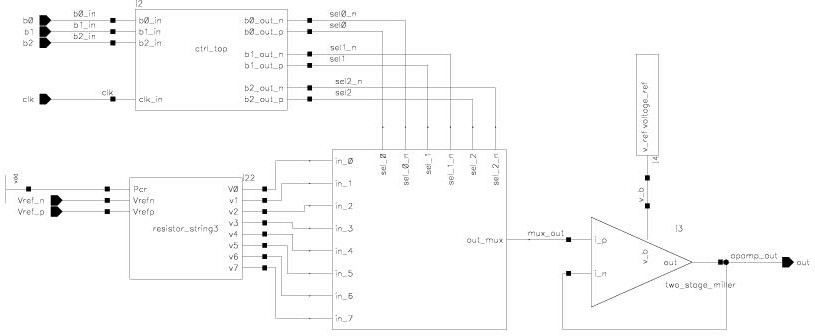 I2
b0 b0_in b0_in b0_out_n sel0_n
b1 b1_in b1_in b0_out_p sel0
b2 b2_in b2_in
ctrl_top
b1_out_n sel1_n
b1_out_p sel1
b2_out_n sel2_n
clk clk clk_in b2_out_p sel2
v_ref voltage_ref
I4
v_b
sel_0 sel_0_n sel_1 sel_1_n sel_2 sel_2_n
vdd
I22
Pcr V0 in_0
Vref_n Vrefn v1 in_1
Vref_p Vrefp v2 in_2
resistor_string3 v3 in_3
v4 in_4
v5 in_5
v6 in_6
v7 in_7
out_mux mux_out
I3
i_p
i_n
v_b
out opamp_out out
two_stage_miller